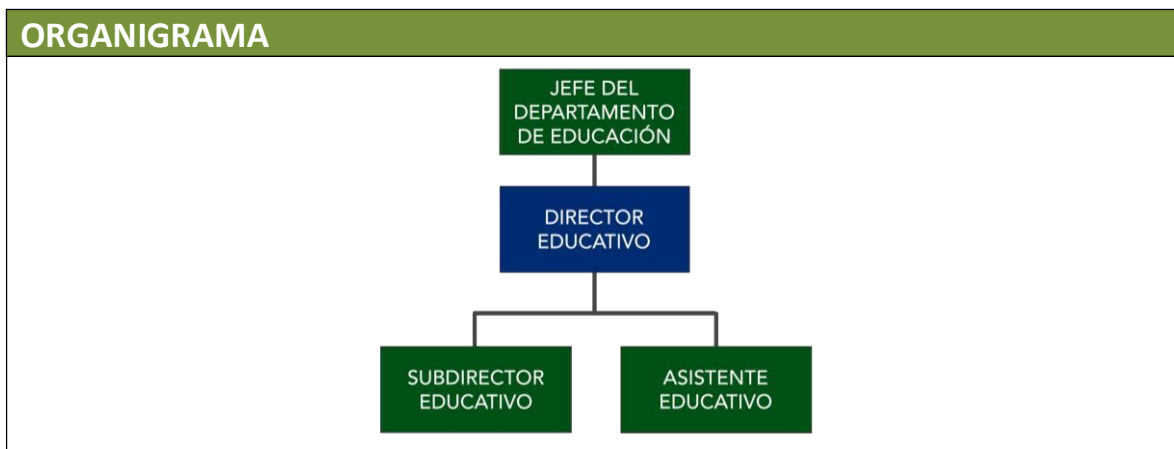 ORGANIGRAMA
JEFE DEL
DEPARTAMENTO
DE EDUCACIÓN
DIRECTOR
EDUCATIVO
SUBDIRECTOR
EDUCATIVO
ASISTENTE
EDUCATIVO